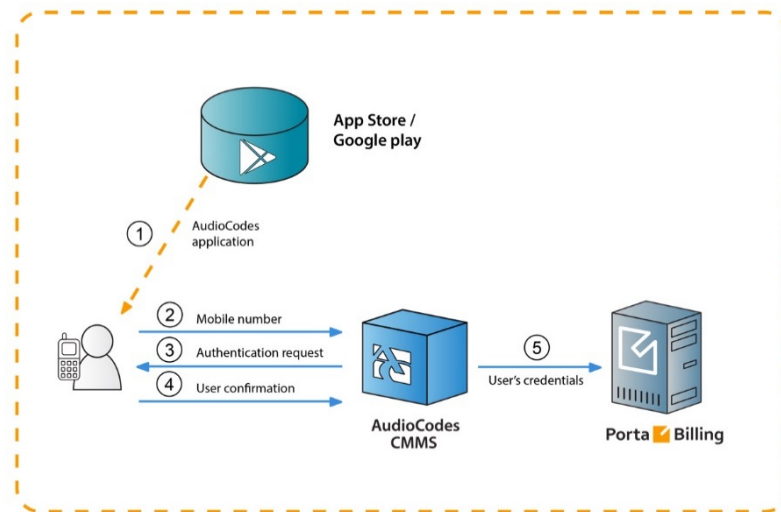 App Store /
Google play
1
AudioCodes
application
2
Mobile number
3
Authentication request
4
User confirmation
5
User's credentials
AudioCodes
CMMS
Porta Billing